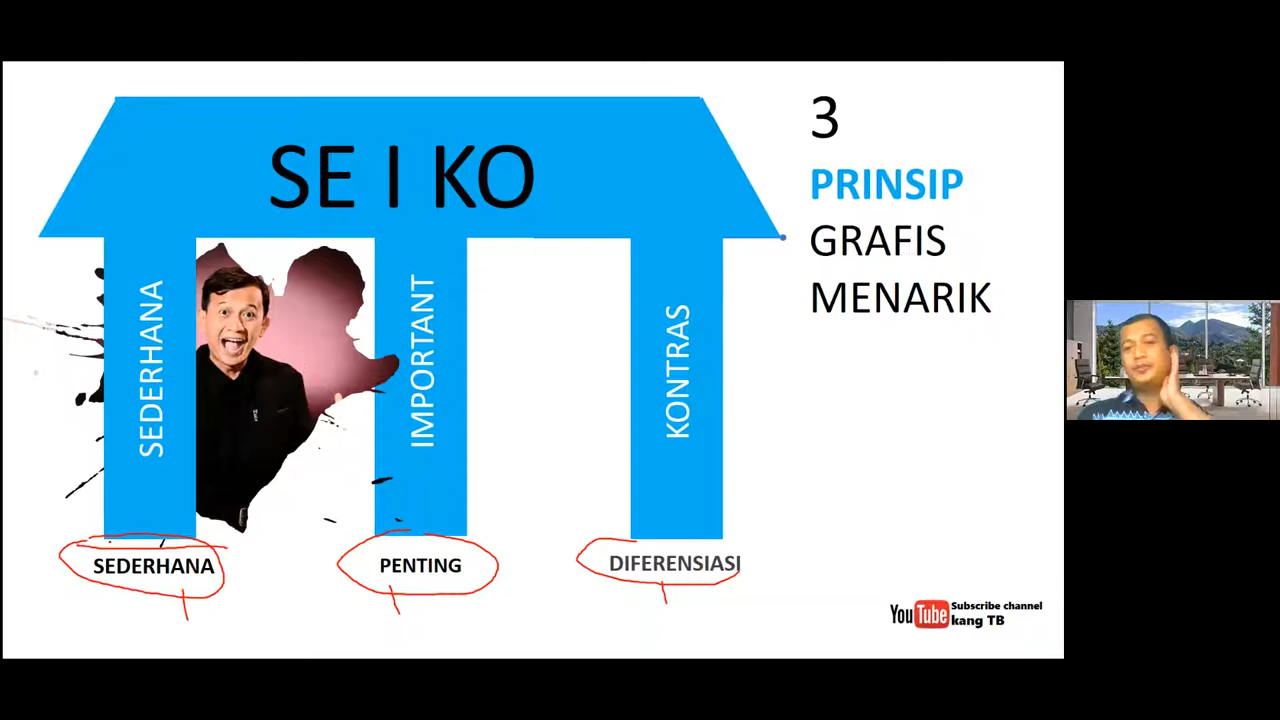 SE I KO
3
PRINSIP
GRAFIS
MENARIK
SEDERHANA
IMPORTANT
KONTRAS
SEDERHANA
PENTING
DIFERENSIASI
YouTube
Subscribe channel
kang TB